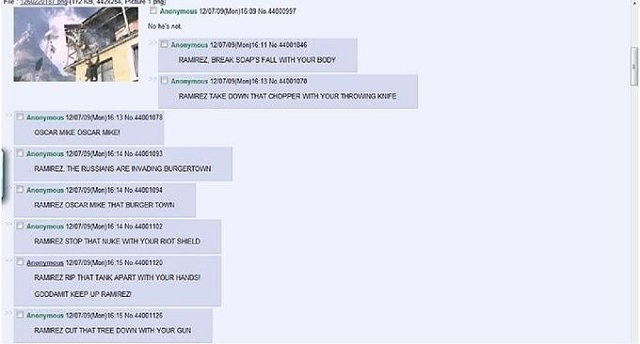 File : 1260220137.png-(172 KB, 442x254, Picture 1.png)
Anonymous 12/07/09(Mon)16:09 No.44000997
No he's not.
>> Anonymous 12/07/09(Mon)16:11 No.44001046
RAMIREZ, BREAK SOAP'S FALL WITH YOUR BODY
>> Anonymous 12/07/09(Mon)16:13 No.44001070
RAMIREZ TAKE DOWN THAT CHOPPER WITH YOUR THROWING KNIFE
>> Anonymous 12/07/09(Mon)16:13 No.44001078
OSCAR MIKE OSCAR MIKE!
>> Anonymous 12/07/09(Mon)16:14 No.44001093
RAMIREZ, THE RUSSIANS ARE INVADING BURGERTOWN
>> Anonymous 12/07/09(Mon)16:14 No.44001094
RAMIREZ OSCAR MIKE THAT BURGER TOWN
>> Anonymous 12/07/09(Mon)16:14 No.44001102
RAMIREZ STOP THAT NUKE WITH YOUR RIOT SHIELD
>> Anonymous 12/07/09(Mon)16:15 No.44001120
RAMIREZ RIP THAT TANK APART WITH YOUR HANDS!
GODDAMIT KEEP UP RAMIREZ!
>> Anonymous 12/07/09(Mon)16:15 No.44001126
RAMIREZ CUT THAT TREE DOWN WITH YOUR GUN